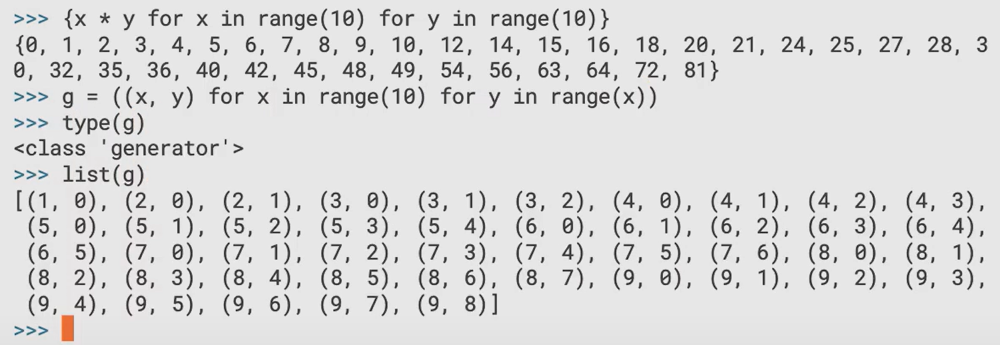 >>> {x * y for x in range(10) for y in range(10)}
{0, 1, 2, 3, 4, 5, 6, 7, 8, 9, 10, 12, 14, 15, 16, 18, 20, 21, 24, 25, 27, 28, 3
0, 32, 35, 36, 40, 42, 45, 48, 49, 54, 56, 63, 64, 72, 81}
>>> g = ((x, y) for x in range(10) for y in range(x))
>>> type(g)
<class 'generator'>
>>> list(g)
[(1, 0), (2, 0), (2, 1), (3, 0), (3, 1), (3, 2), (4, 0), (4, 1), (4, 2), (4, 3),
 (5, 0), (5, 1), (5, 2), (5, 3), (5, 4), (6, 0), (6, 1), (6, 2), (6, 3), (6, 4),
 (6, 5), (7, 0), (7, 1), (7, 2), (7, 3), (7, 4), (7, 5), (7, 6), (8, 0), (8, 1),
 (8, 2), (8, 3), (8, 4), (8, 5), (8, 6), (8, 7), (9, 0), (9, 1), (9, 2), (9, 3),
 (9, 4), (9, 5), (9, 6), (9, 7), (9, 8)]
>>>